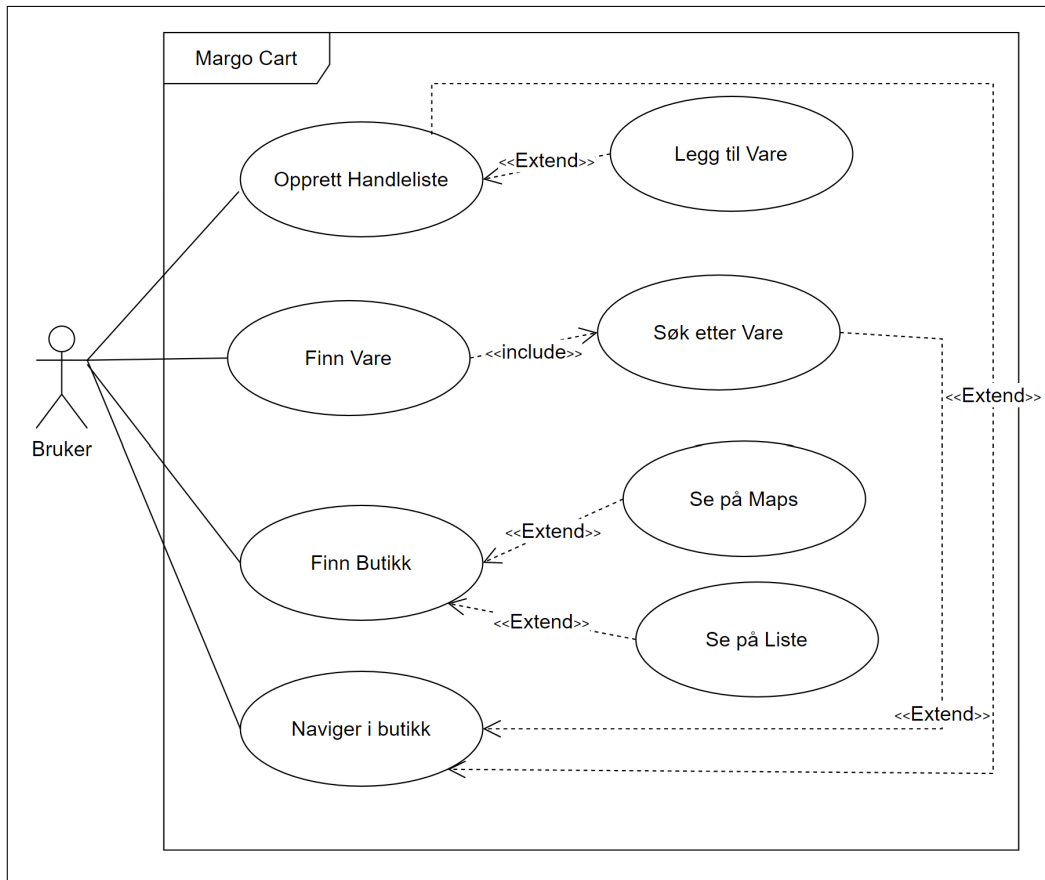 Margo Cart
Opprett Handleliste
<<Extend>>
Legg til Vare
Finn Vare
<<include>>
Søk etter Vare
<<Extend>>
Bruker
Se på Maps
<<Extend>>
Finn Butikk
<<Extend>>
Se på Liste
<<Extend>>
Naviger i butikk